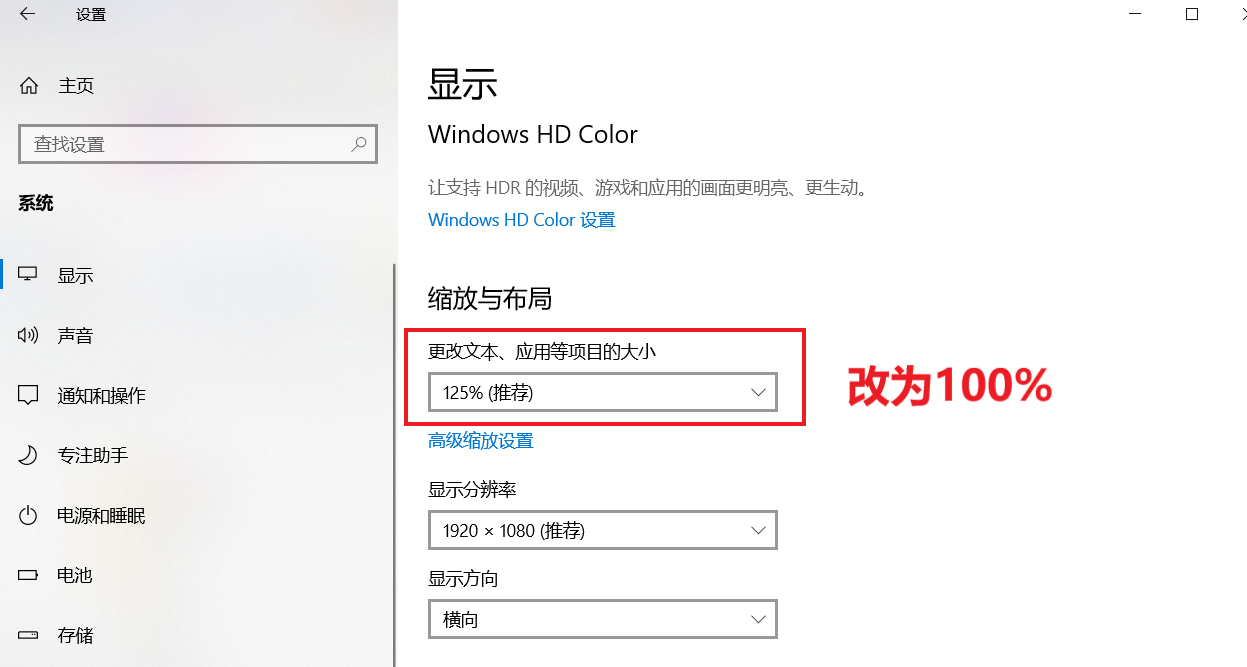 设置
主页
查找设置
系统
显示
声音
通知和操作
专注助手
电源和睡眠
电池
存储
显示
Windows HD Color
让支持 HDR 的视频、游戏和应用的画面更明亮、更生动。
Windows HD Color 设置
缩放与布局
更改文本、应用等项目的大小
125% (推荐)
改为100%
高级缩放设置
显示分辨率
1920 × 1080 (推荐)
显示方向
横向